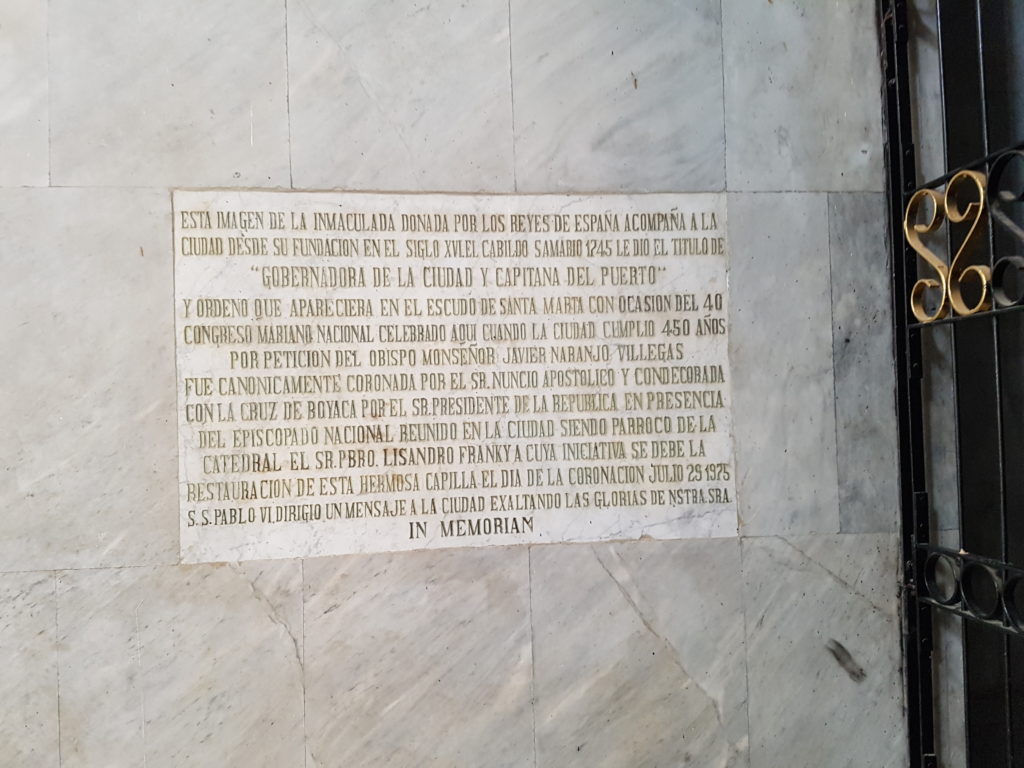 ESTA IMAGEN DE LA INMACULADA DONADA POR LOS REYES DE ESPAÑA ACOMPAÑA A LA
CIUDAD DESDE SU FUNDACION EN EL SIGLO XVI.EL CABILDO SAMARIO 1745 LE DIO EL TITULO DE
"GOBERNADORA DE LA CIUDAD Y CAPITANA DEL PUERTO"
Y ORDENO QUE APARECIERA EN EL ESCUDO DE SANTA MARTA CON OCASION DEL 40
CONGRESO MARIANO NACIONAL CELEBRADO AQUI CUANDO LA CIUDAD CUMPLIO 450 AÑOS
POR PETICION DEL OBISPO MONSEÑOR JAVIER NARANJO VILLEGAS
FUE CANONICAMENTE CORONADA POR EL SR. NUNCIO APOSTOLICO Y CONDECORADA
CON LA CRUZ DE BOYACA POR EL SR.PRESIDENTE DE LA REPUBLICA EN PRESENCIA
DEL EPISCOPADO NACIONAL REUNIDO EN LA CIUDAD SIENDO PARROCO DE LA
CATEDRAL EL SR.PBRO. LISANDRO FRANKY A CUYA INICIATIVA SE DEBE LA
RESTAURACION DE ESTA HERMOSA CAPILLA.EL DIA DE LA CORONACION JULIO 29 1975
S.S.PABLO VI.DIRIGIO UN MENSAJE A LA CIUDAD EXALTANDO LAS GLORIAS DE NSTRA.SRA.
IN MEMORIAN